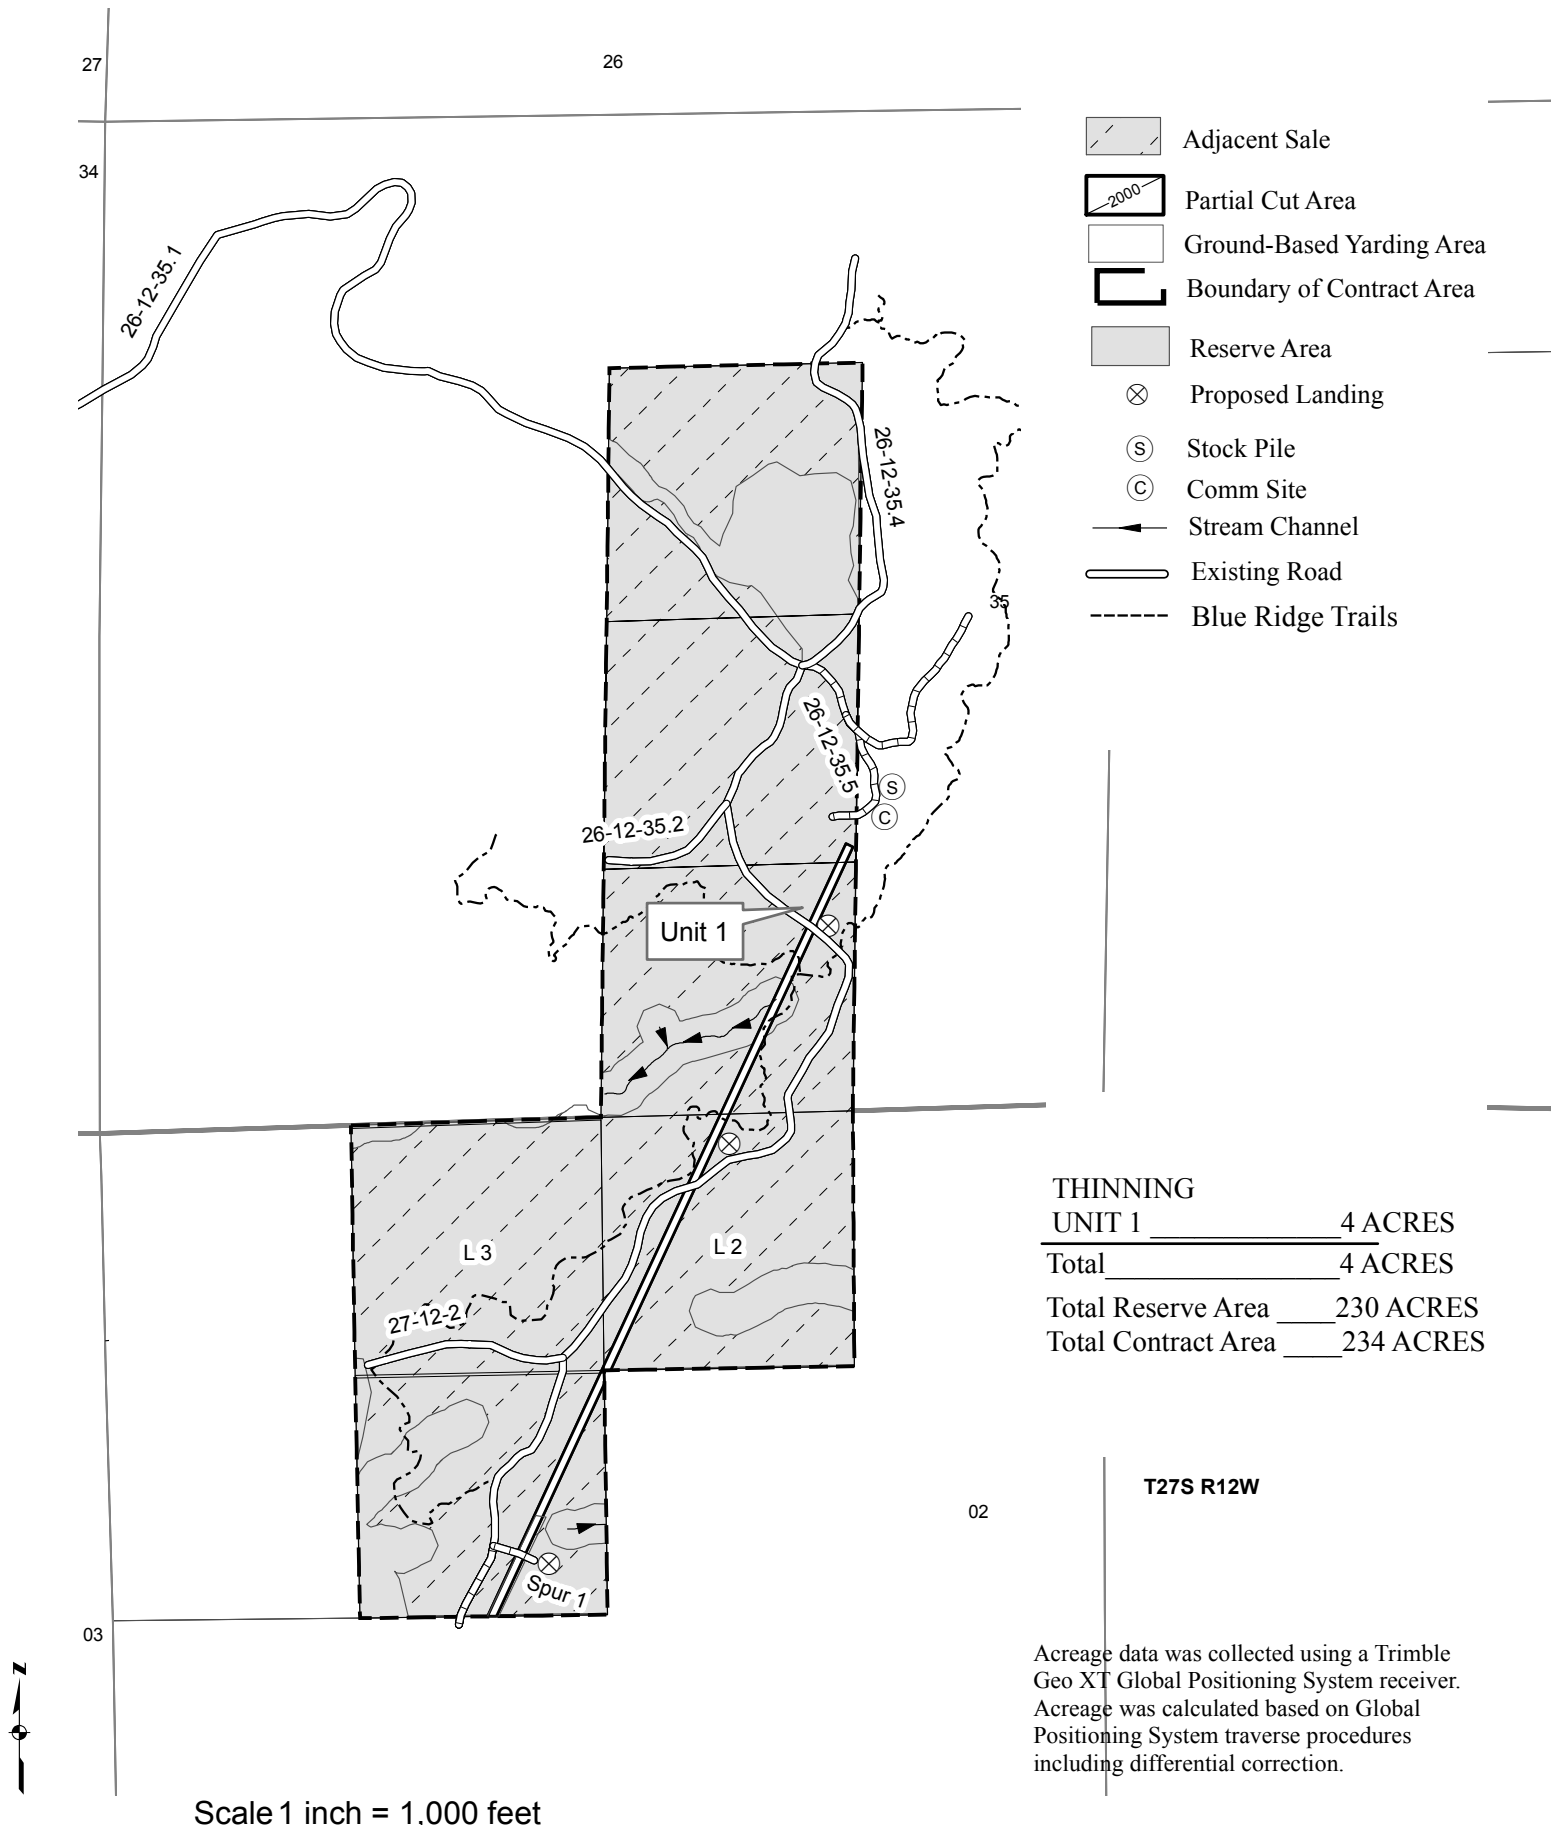 27
26
34
26-12-35.1
Adjacent Sale
2000
Partial Cut Area
Ground-Based Yarding Area
Boundary of Contract Area
Reserve Area
Proposed Landing
S
Stock Pile
C
Comm Site
Stream Channel
Existing Road
Blue Ridge Trails
26-12-35.4
35
26-12-35.5
S
C
26-12-35.2
Unit 1
THINNING
UNIT 1 _____________4 ACRES
Total________________4 ACRES
Total Reserve Area ____230 ACRES
Total Contract Area ____234 ACRES
L 3
L 2
27-12-2
T27S R12W
02
Spur 1
03
Acreage data was collected using a Trimble
Geo XT Global Positioning System receiver.
Acreage was calculated based on Global
Positioning System traverse procedures
including differential correction.
N
Scale 1 inch = 1,000 feet